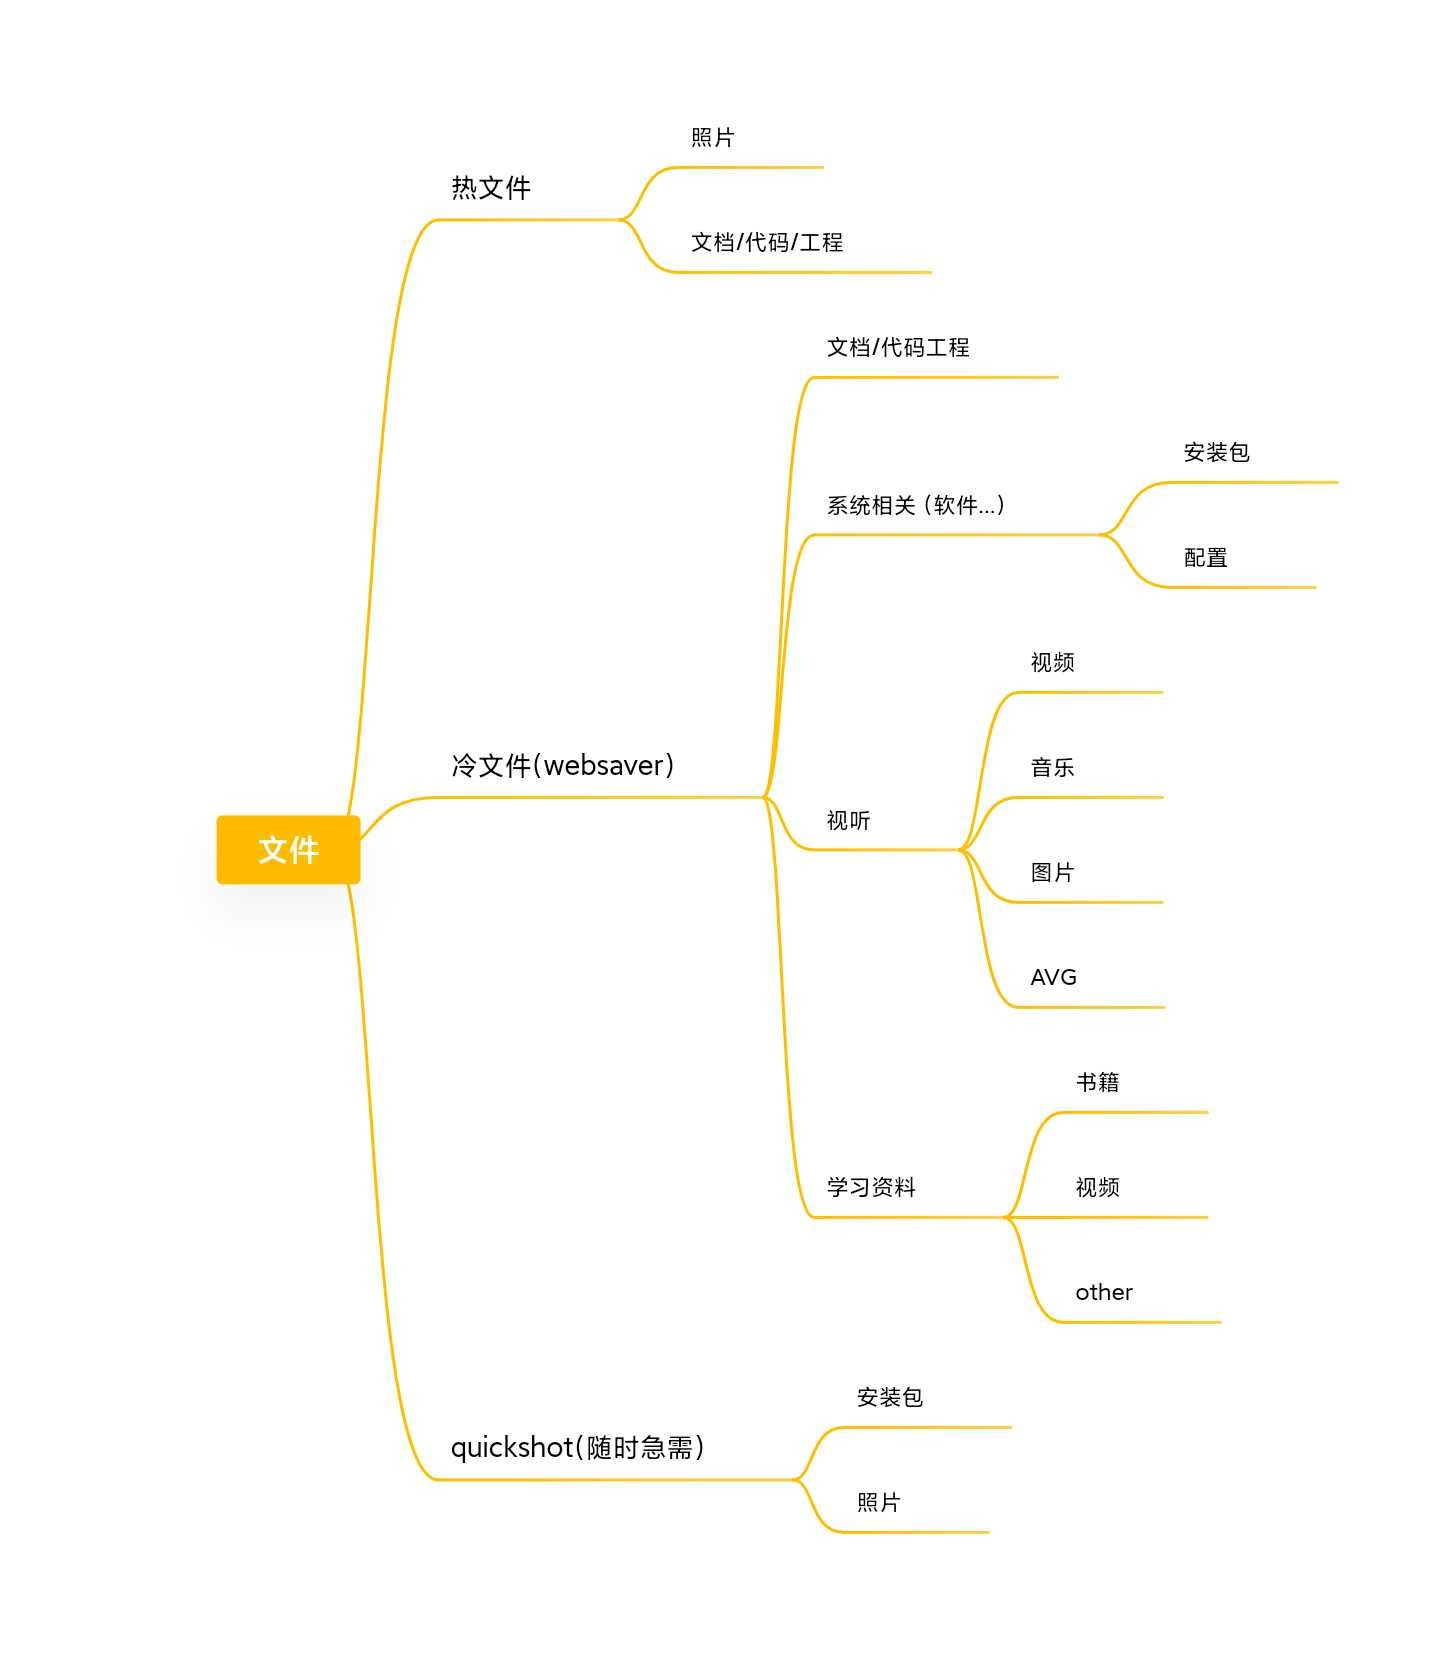 照片
热文件
文档/代码/工程
文档/代码工程
安装包
系统相关 (软件...)
配置
视频
冷文件(websaver)
音乐
视听
文件
图片
AVG
书籍
学习资料
视频
other
安装包
quickshot(随时急需)
照片